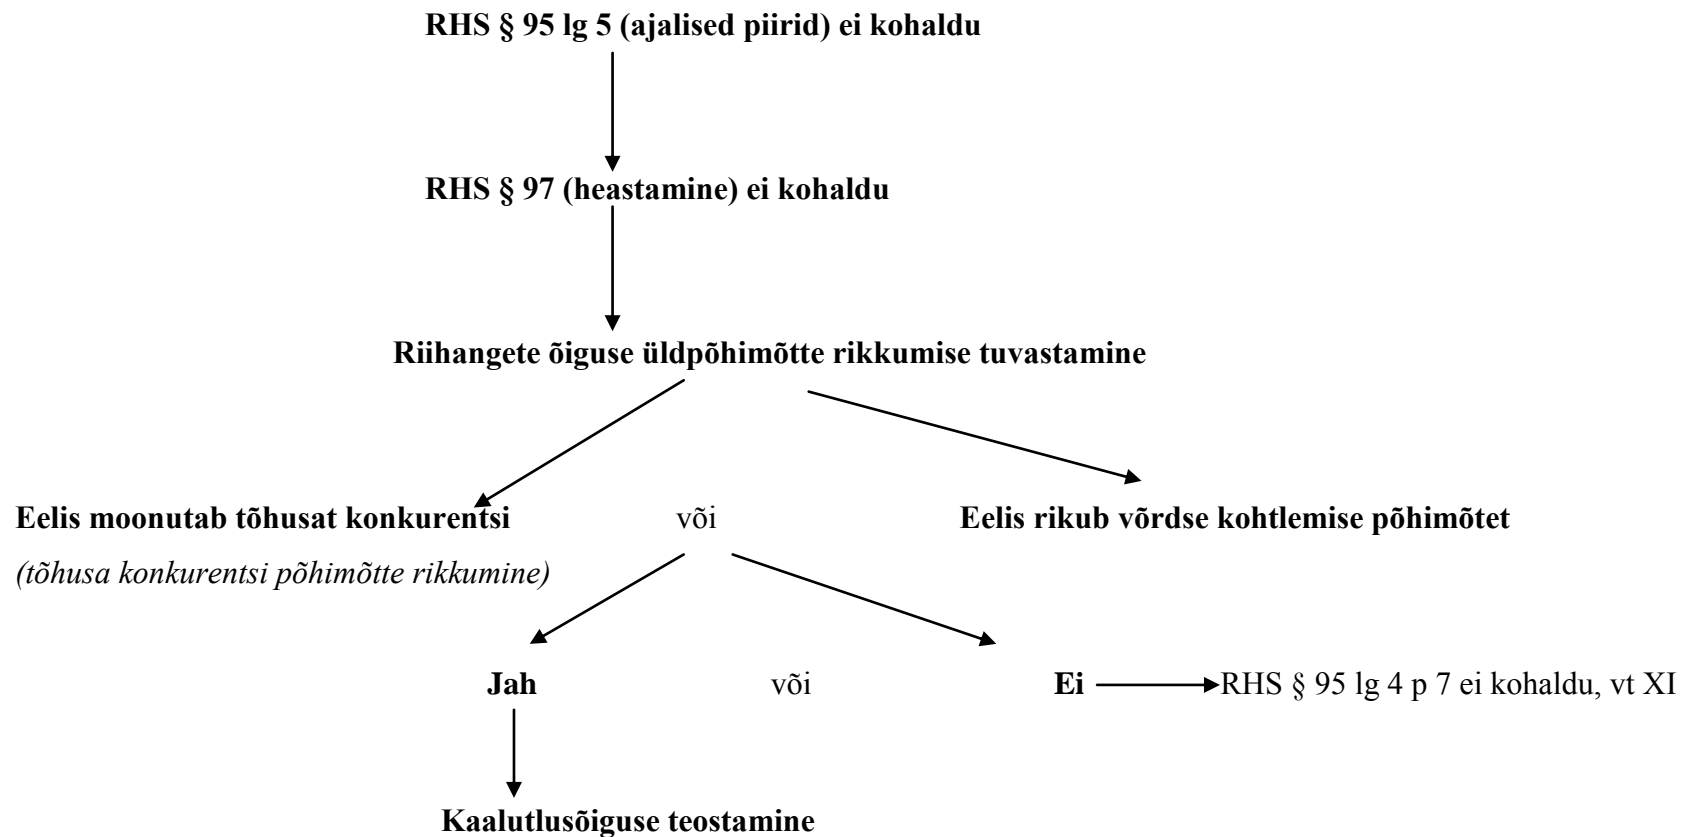 RHS § 95 lg 5 (ajalised piirid) ei kohaldu
RHS § 97 (heastamine) ei kohaldu
Riihangete õiguse üldpõhimõtte rikkumise tuvastamine
Eelis moonutab tõhusat konkurentsi või Eelis rikub võrdse kohtlemise põhimõtet
(tõhusa konkurentsi põhimõtte rikkumine)
Jah või Ei RHS § 95 lg 4 p 7 ei kohaldu, vt XI
Kaalutlusõiguse teostamine